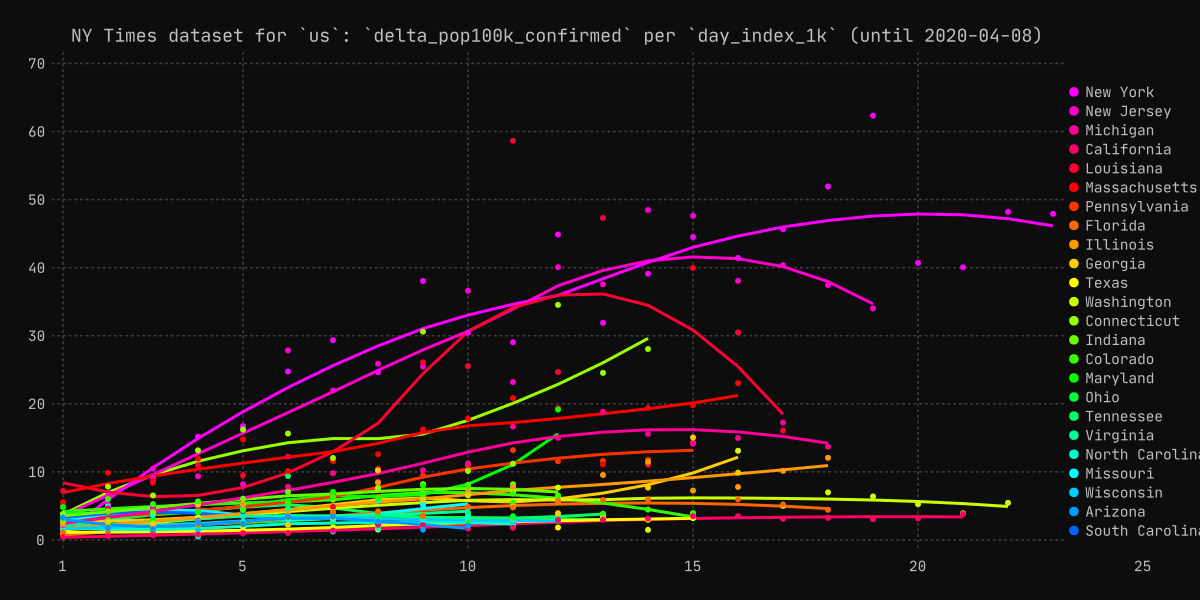 NY Times dataset for `us`: `delta_pop100k_confirmed` per `day_index_1k` (until 2020-04-08)
70
60
50
40
30
20
10
0
1 5 10 15 20 25
New York
New Jersey
Michigan
California
Louisiana
Massachusetts
Pennsylvania
Florida
Illinois
Georgia
Texas
Washington
Connecticut
Indiana
Colorado
Maryland
Ohio
Tennessee
Virginia
North Carolina
Missouri
Wisconsin
Arizona
South Carolina